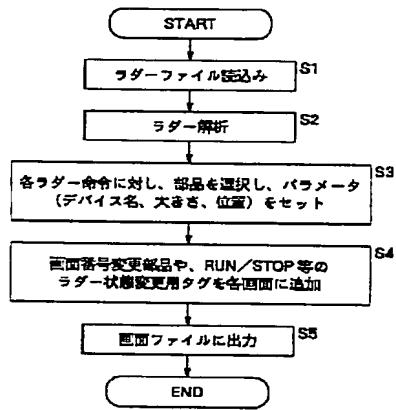 START
ラダーファイル読込み
S1
ラダー解析
S2
各ラダー命令に対し、部品を選択し、パラメータ
(デバイス名、大きさ、位置)をセット
S3
画面番号変更部品や、RUN/STOP等の
ラダー状態変更用タグを各画面に追加
S4
画面ファイルに出力
S5
END